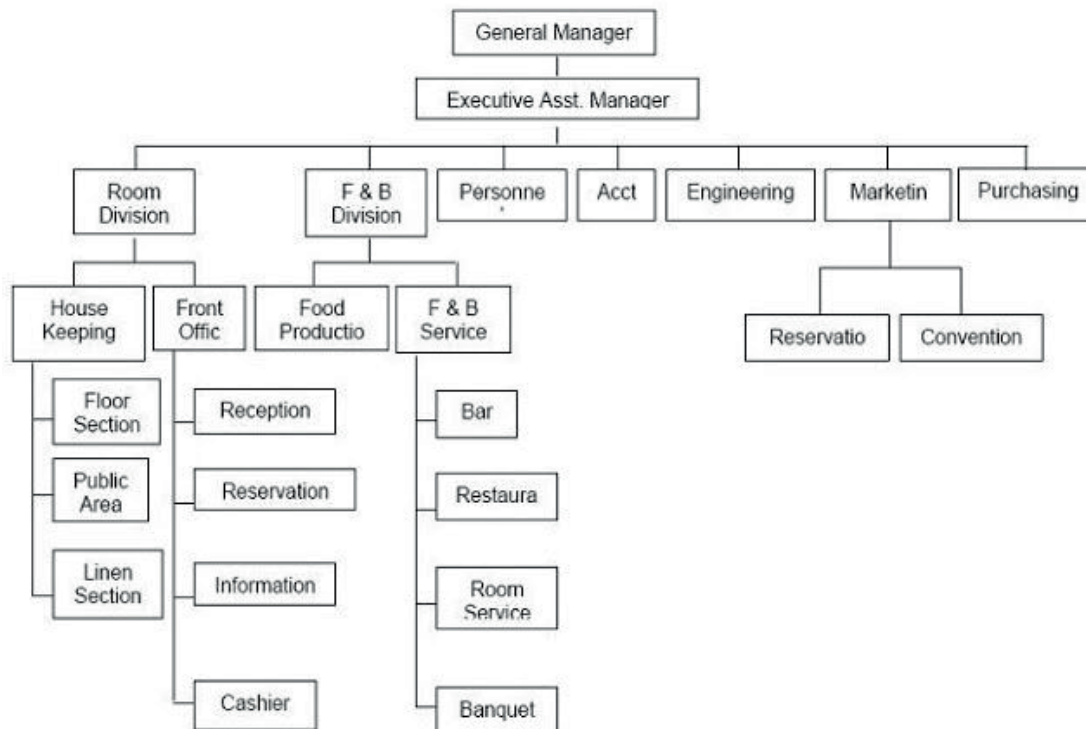 General Manager
Executive Asst. Manager
Room
Division
F & B
Division
Personne
Acct
Engineering
Marketin
Purchasing
House
Keeping
Front
Offic
Food
Productio
F & B
Service
Reservatio
Convention
Floor
Section
Reception
Bar
Public
Area
Reservation
Restaura
Linen
Section
Information
Room
Service
Cashier
Banquet